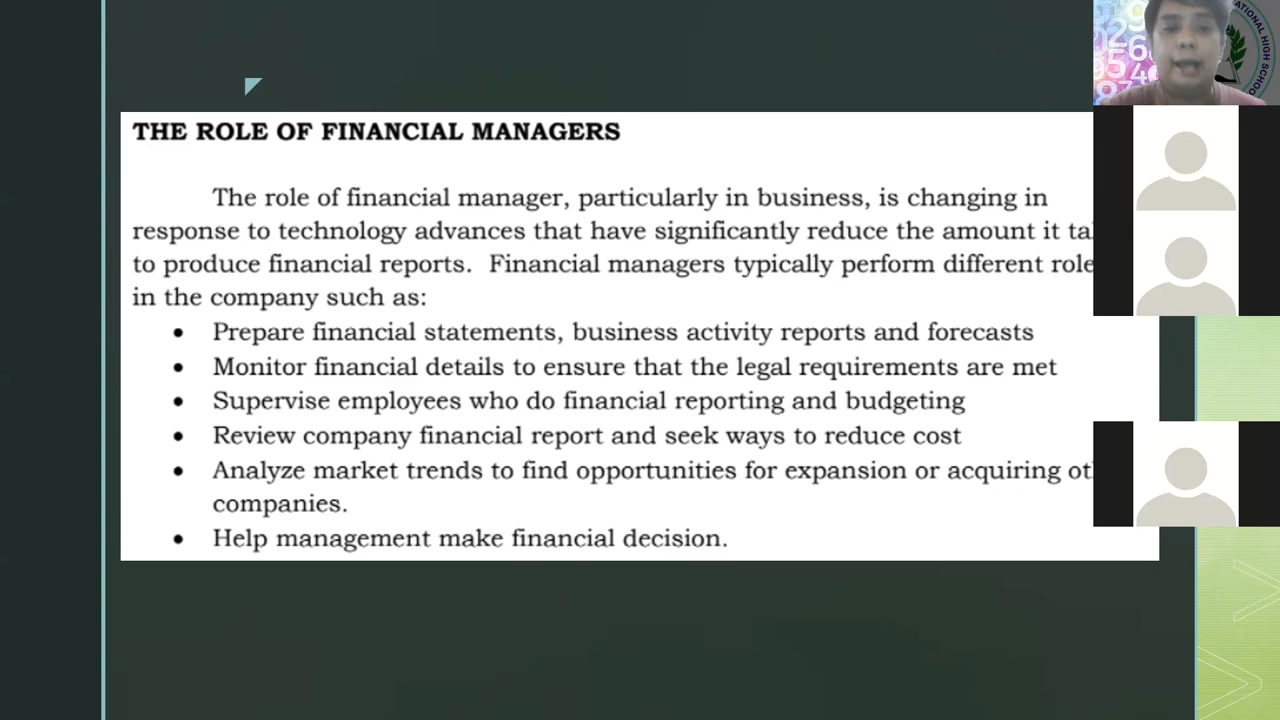 THE ROLE OF FINANCIAL MANAGERS
The role of financial manager, particularly in business, is changing in
response to technology advances that have significantly reduce the amount it
to produce financial reports. Financial managers typically perform different
in the company such as:
• Prepare financial statements, business activity reports and forecasts
• Monitor financial details to ensure that the legal requirements are met
• Supervise employees who do financial reporting and budgeting
• Review company financial report and seek ways to reduce cost
• Analyze market trends to find opportunities for expansion or acquiring
companies.
• Help management make financial decision.
HIGH